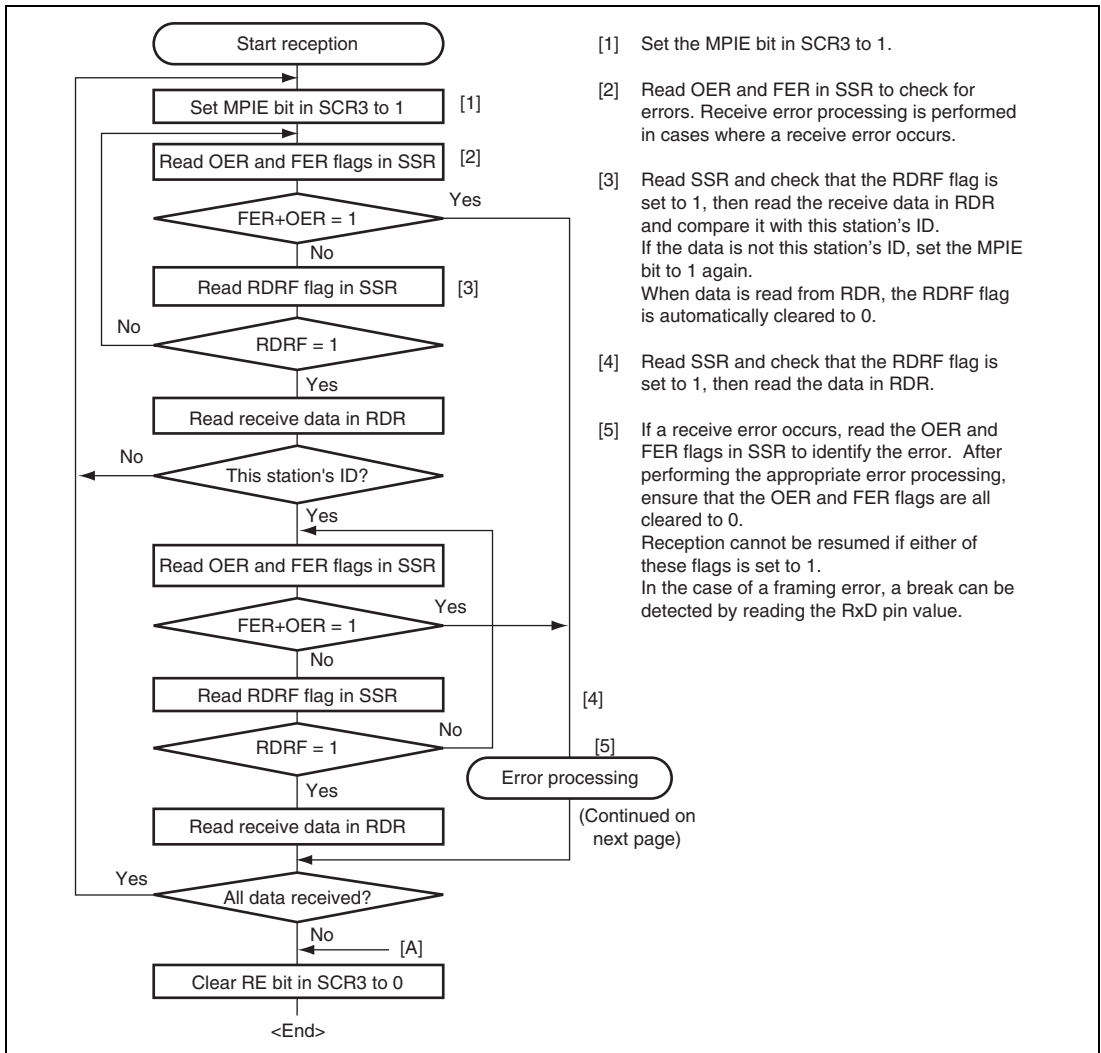 Start reception
Set MPIE bit in SCR3 to 1
[1]
Read OER and FER flags in SSR
[2]
Yes
FER+OER = 1
No
Read RDRF flag in SSR
[3]
No
RDRF = 1
Yes
Read receive data in RDR
No
This station's ID?
Yes
Read OER and FER flags in SSR
Yes
FER+OER = 1
No
Read RDRF flag in SSR
[4]
No
RDRF = 1
[5]
Error processing
Yes
(Continued on
next page)
Read receive data in RDR
Yes
All data received?
No
[A]
Clear RE bit in SCR3 to 0
<End>
[1] Set the MPIE bit in SCR3 to 1.
[2] Read OER and FER in SSR to check for
errors. Receive error processing is performed
in cases where a receive error occurs.
[3] Read SSR and check that the RDRF flag is
set to 1, then read the receive data in RDR
and compare it with this station's ID.
If the data is not this station's ID, set the MPIE
bit to 1 again.
When data is read from RDR, the RDRF flag
is automatically cleared to 0.
[4] Read SSR and check that the RDRF flag is
set to 1, then read the data in RDR.
[5] If a receive error occurs, read the OER and
FER flags in SSR to identify the error. After
performing the appropriate error processing,
ensure that the OER and FER flags are all
cleared to 0.
Reception cannot be resumed if either of
these flags is set to 1.
In the case of a framing error, a break can be
detected by reading the RxD pin value.